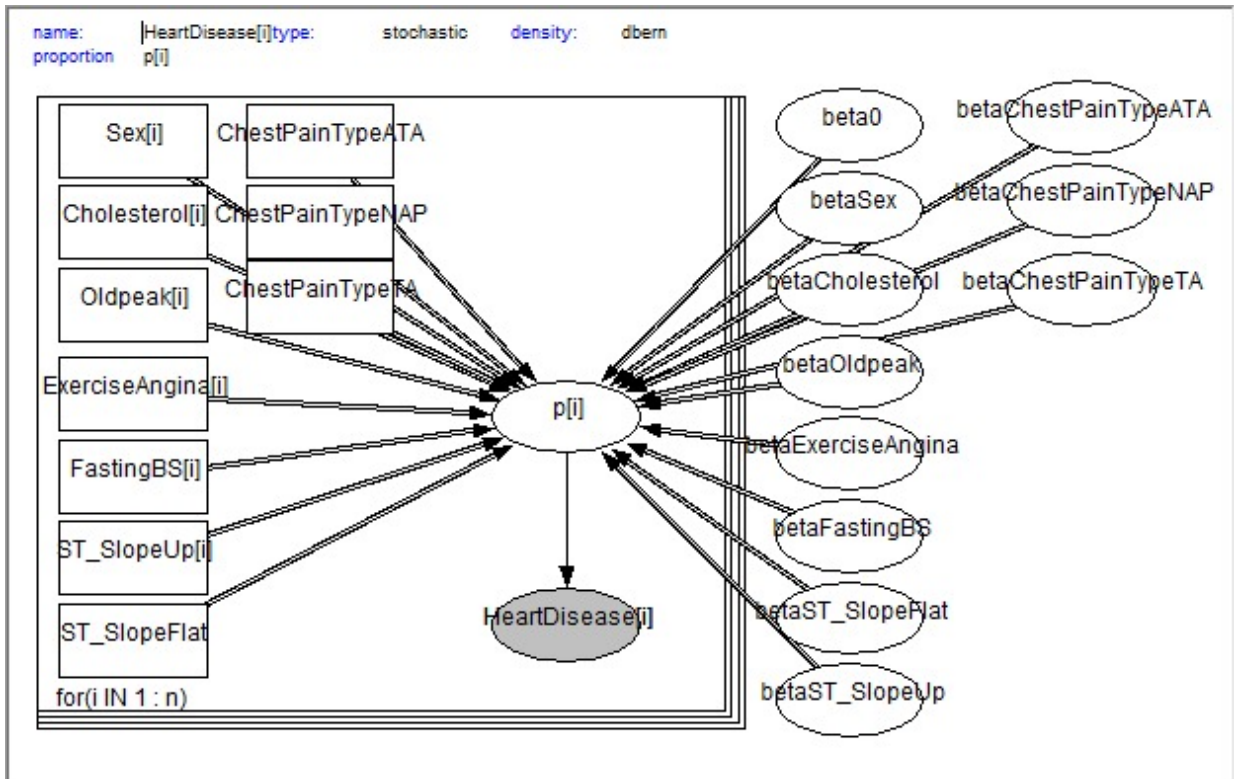 name: HeartDisease[i]type: stochastic density: dbern
proportion p[i]
Sex[i] ChestPainTypeATA beta0 betaChestPainTypeATA
Cholesterol[i] ChestPainTypeNAP betaSex betaChestPainTypeNAP
Oldpeak[i] ChestPainTypeTA betaCholesterol betaChestPainTypeTA
betaOldpeak
ExerciseAngina[i] p[i] betaExerciseAngina
FastingBS[i] betaFastingBS
ST_SlopeUp[i]
ST_SlopeFlat HeartDisease[i] betaST_SlopeFlat
for(i IN 1 : n) betaST_SlopeUp